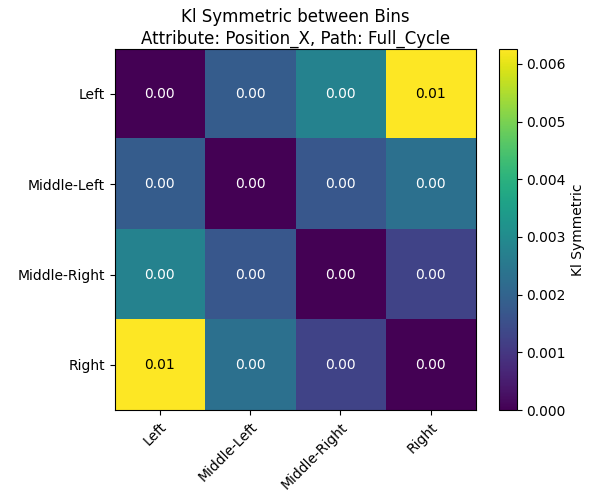 Kl Symmetric between Bins
Attribute: Position_X, Path: Full_Cycle
Left 0.00 0.00 0.00 0.01
Middle-Left 0.00 0.00 0.00 0.00
Middle-Right 0.00 0.00 0.00 0.00
Right 0.01 0.00 0.00 0.00
Left Middle-Left Middle-Right Right
0.006
0.005
0.004
0.003
0.002
0.001
0.000
Kl Symmetric